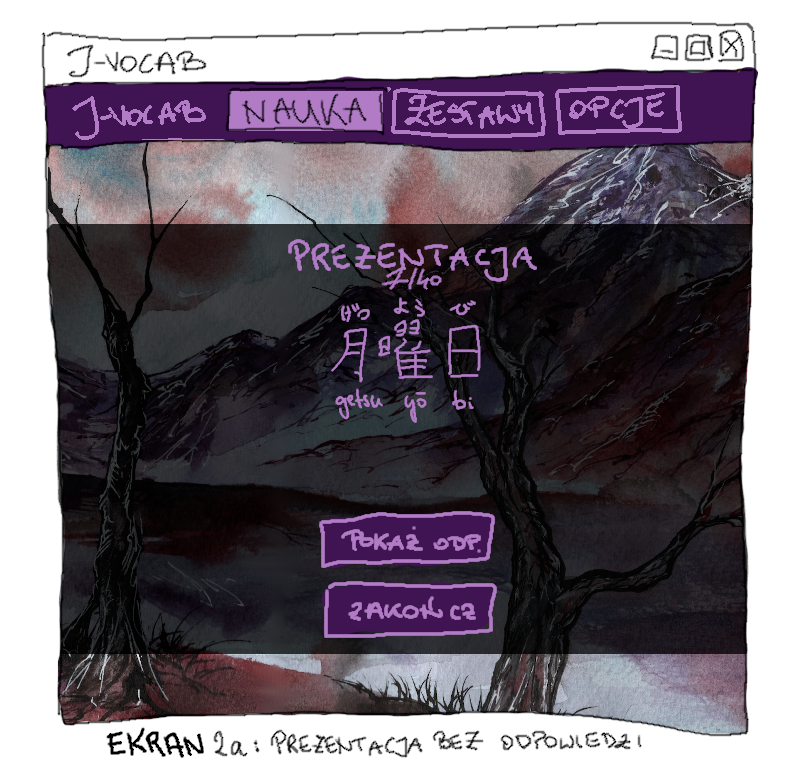 J-VOCAB
J-VOCAB NAUKA ZESTAWY OPCJE
PREZENTACJA
7/40
げつ よう び
月曜日
getsu yō bi
POKAŻ ODP.
ZAKOŃCZ
EKRAN 2a: PREZENTACJA BEZ ODPOWIEDZI